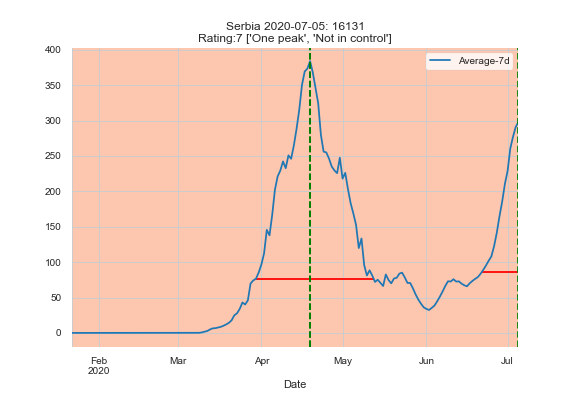 Serbia 2020-07-05: 16131
Rating:7 ['One peak', 'Not in control']
Average-7d
400
350
300
250
200
150
100
50
0
Feb
2020
Mar
Apr
May
Jun
Jul
Date